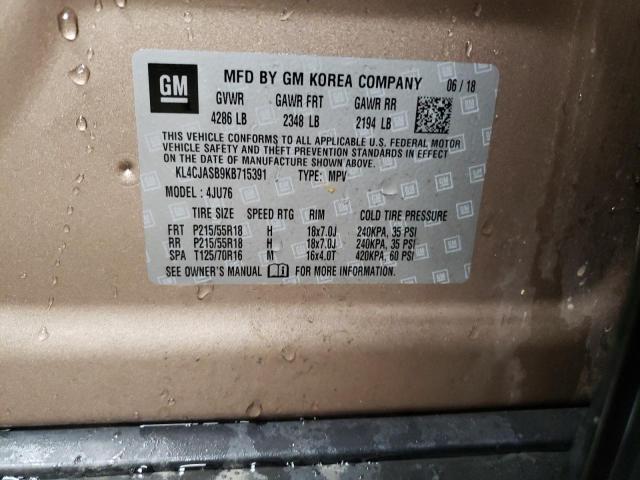 GM
MFD BY GM KOREA COMPANY 06 / 18
GVWR GAWR FRT GAWR RR
4286 LB 2348 LB 2194 LB
THIS VEHICLE CONFORMS TO ALL APPLICABLE U.S. FEDERAL MOTOR
VEHICLE SAFETY AND THEFT PREVENTION STANDARDS IN EFFECT
ON THE DATE OF MANUFACTURE SHOWN ABOVE.
KL4CJASB9KB715391 TYPE: MPV
MODEL: 4JU76
TIRE SIZE SPEED RTG RIM COLD TIRE PRESSURE
FRT P215/55R18 H 18x7.0J 240KPA, 35 PSI
RR P215/55R18 H 18x7.0J 240KPA, 35 PSI
SPA T125/70R16 M 16x4.0T 420KPA, 60 PSI
SEE OWNER'S MANUAL FOR MORE INFORMATION.